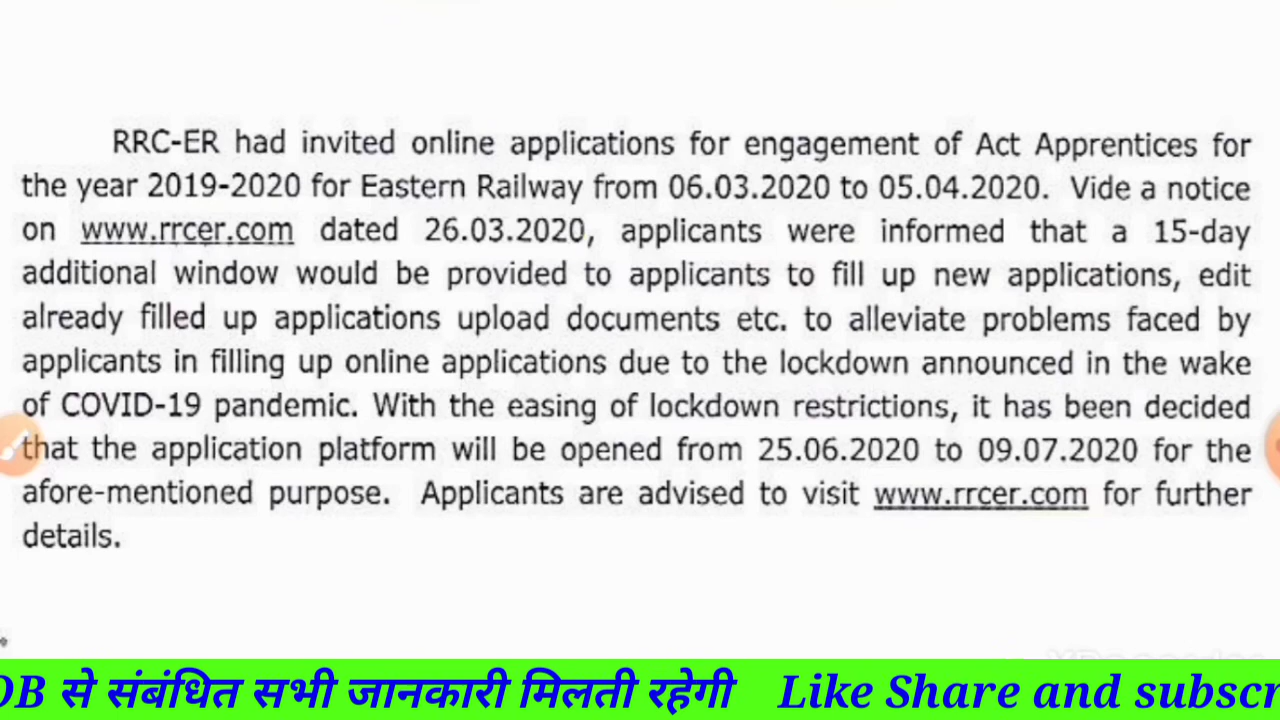 RRC-ER had invited online applications for engagement of Act Apprentices for
the year 2019-2020 for Eastern Railway from 06.03.2020 to 05.04.2020. Vide a notice
on www.rrcer.com dated 26.03.2020, applicants were informed that a 15-day
additional window would be provided to applicants to fill up new applications, edit
already filled up applications upload documents etc. to alleviate problems faced by
applicants in filling up online applications due to the lockdown announced in the wake
of COVID-19 pandemic. With the easing of lockdown restrictions, it has been decided
that the application platform will be opened from 25.06.2020 to 09.07.2020 for the
afore-mentioned purpose. Applicants are advised to visit www.rrcer.com for further
details.
से संबंधित सभी जानकारी मिलती रहेगी Like Share and